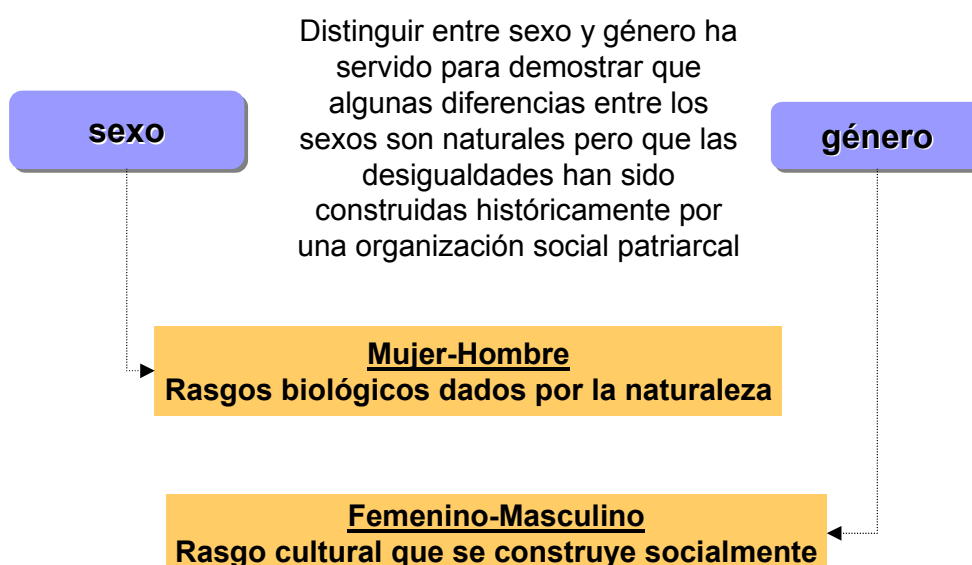 Distinguir entre sexo y género ha
servido para demostrar que
algunas diferencias entre los
sexos son naturales pero que las
desigualdades han sido
construidas históricamente por
una organización social patriarcal
sexo
género
Mujer-Hombre
Rasgos biológicos dados por la naturaleza
Femenino-Masculino
Rasgo cultural que se construye socialmente